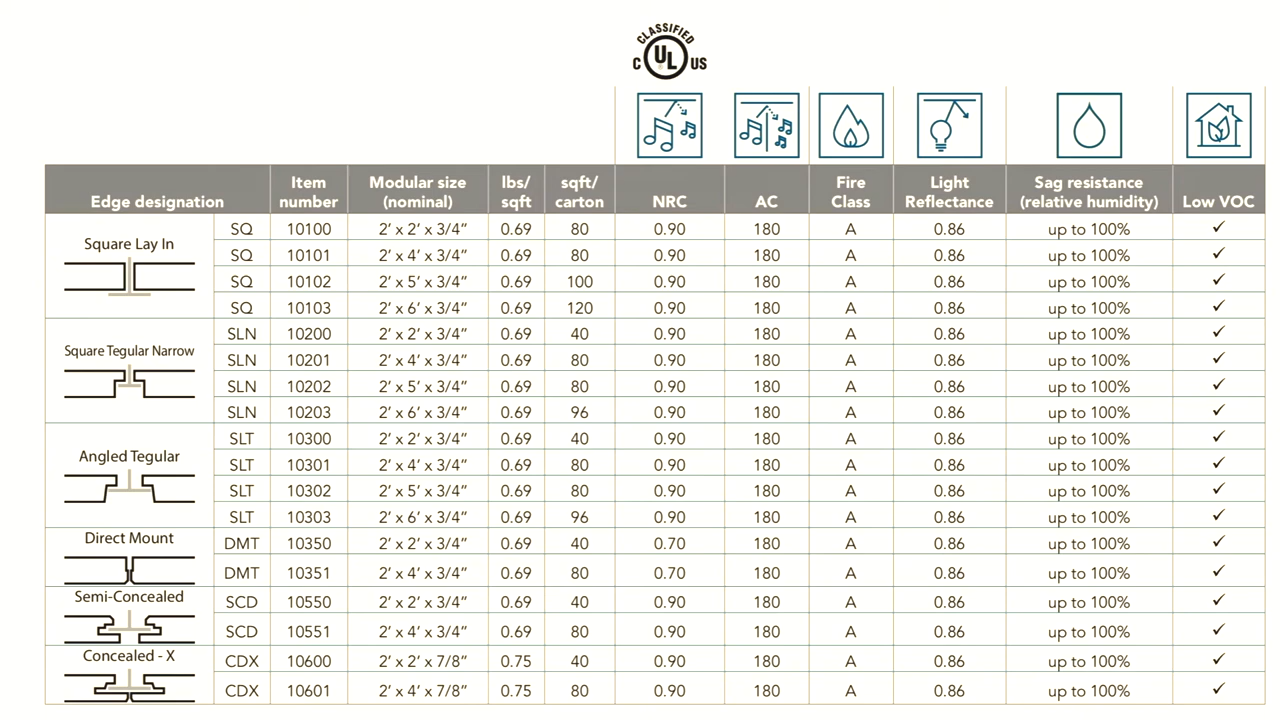 CLASSIFIED
C UL US
Edge designation Item number Modular size (nominal) lbs/ sqft sqft/ carton NRC AC Fire Class Light Reflectance Sag resistance (relative humidity) Low VOC
Square Lay In
SQ 10100 2’ x 2’ x 3/4” 0.69 80 0.90 180 A 0.86 up to 100% ✓
SQ 10101 2’ x 4’ x 3/4” 0.69 80 0.90 180 A 0.86 up to 100% ✓
SQ 10102 2’ x 5’ x 3/4” 0.69 100 0.90 180 A 0.86 up to 100% ✓
SQ 10103 2’ x 6’ x 3/4” 0.69 120 0.90 180 A 0.86 up to 100% ✓
Square Tegular Narrow
SLN 10200 2’ x 2’ x 3/4” 0.69 40 0.90 180 A 0.86 up to 100% ✓
SLN 10201 2’ x 4’ x 3/4” 0.69 80 0.90 180 A 0.86 up to 100% ✓
SLN 10202 2’ x 5’ x 3/4” 0.69 80 0.90 180 A 0.86 up to 100% ✓
SLN 10203 2’ x 6’ x 3/4” 0.69 96 0.90 180 A 0.86 up to 100% ✓
Angled Tegular
SLT 10300 2’ x 2’ x 3/4” 0.69 40 0.90 180 A 0.86 up to 100% ✓
SLT 10301 2’ x 4’ x 3/4” 0.69 80 0.90 180 A 0.86 up to 100% ✓
SLT 10302 2’ x 5’ x 3/4” 0.69 80 0.90 180 A 0.86 up to 100% ✓
SLT 10303 2’ x 6’ x 3/4” 0.69 96 0.90 180 A 0.86 up to 100% ✓
Direct Mount
DMT 10350 2’ x 2’ x 3/4” 0.69 40 0.70 180 A 0.86 up to 100% ✓
DMT 10351 2’ x 4’ x 3/4” 0.69 80 0.70 180 A 0.86 up to 100% ✓
Semi-Concealed
SCD 10550 2’ x 2’ x 3/4” 0.69 40 0.90 180 A 0.86 up to 100% ✓
SCD 10551 2’ x 4’ x 3/4” 0.69 80 0.90 180 A 0.86 up to 100% ✓
Concealed - X
CDX 10600 2’ x 2’ x 7/8” 0.75 40 0.90 180 A 0.86 up to 100% ✓
CDX 10601 2’ x 4’ x 7/8” 0.75 80 0.90 180 A 0.86 up to 100% ✓